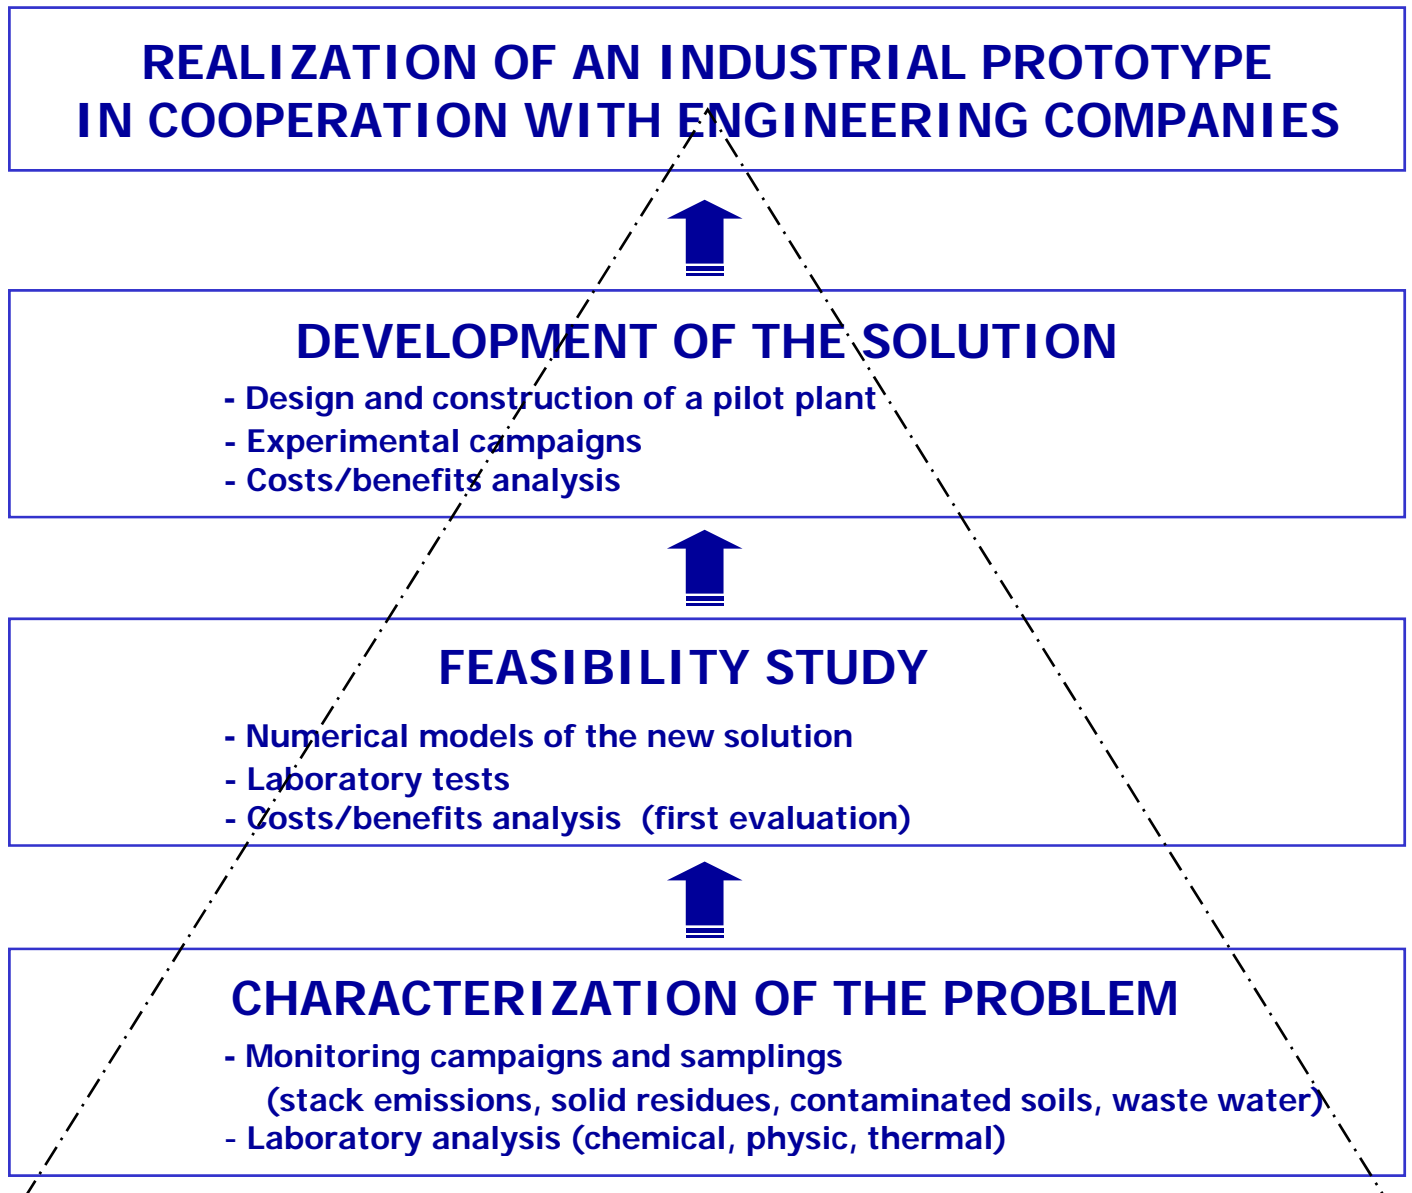 REALIZATION OF AN INDUSTRIAL PROTOTYPE
IN COOPERATION WITH ENGINEERING COMPANIES
DEVELOPMENT OF THE SOLUTION
- Design and construction of a pilot plant
- Experimental campaigns
- Costs/benefits analysis
FEASIBILITY STUDY
- Numerical models of the new solution
- Laboratory tests
- Costs/benefits analysis (first evaluation)
CHARACTERIZATION OF THE PROBLEM
- Monitoring campaigns and samplings
(stack emissions, solid residues, contaminated soils, waste water)
- Laboratory analysis (chemical, physic, thermal)